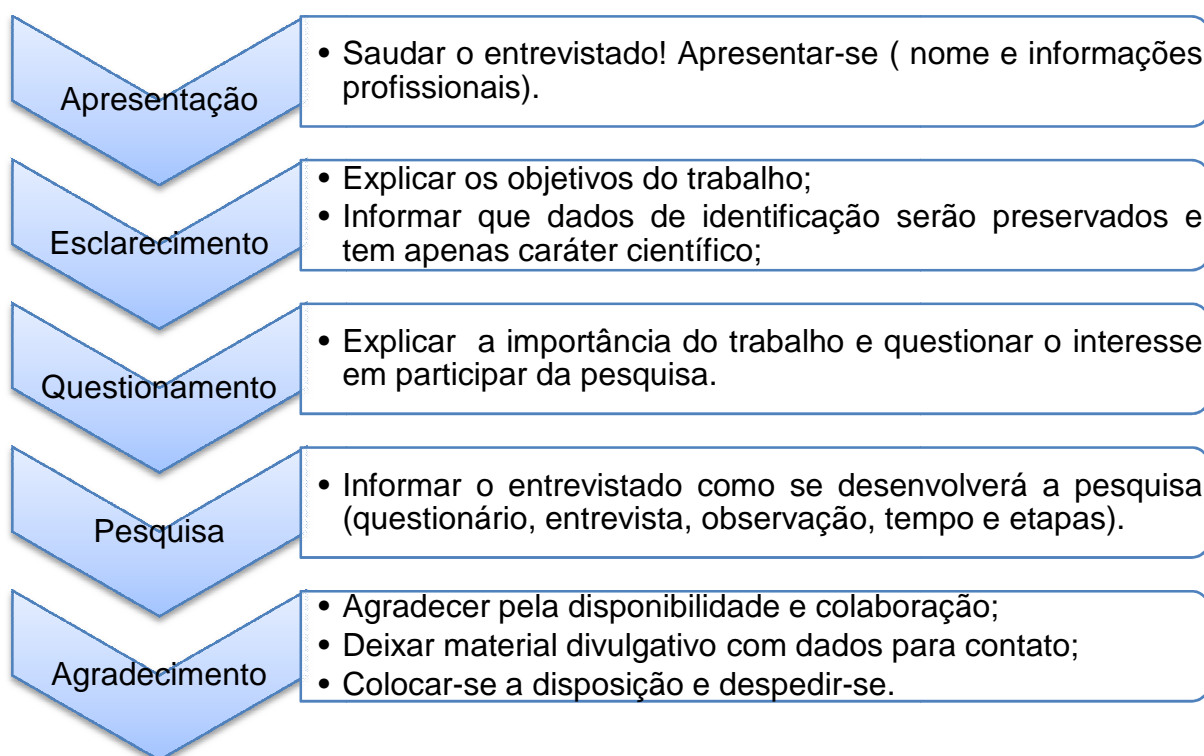 Apresentação
• Saudar o entrevistado! Apresentar-se ( nome e informações
profissionais).
Esclarecimento
• Explicar os objetivos do trabalho;
• Informar que dados de identificação serão preservados e
tem apenas caráter científico;
Questionamento
• Explicar a importância do trabalho e questionar o interesse
em participar da pesquisa.
Pesquisa
• Informar o entrevistado como se desenvolverá a pesquisa
(questionário, entrevista, observação, tempo e etapas).
Agradecimento
• Agradecer pela disponibilidade e colaboração;
• Deixar material divulgativo com dados para contato;
• Colocar-se a disposição e despedir-se.